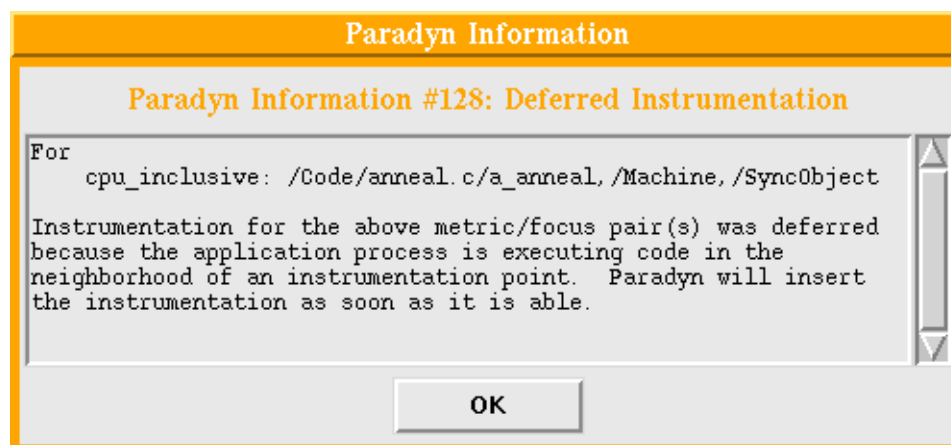 Paradyn Information
Paradyn Information #128: Deferred Instrumentation
For
cpu_inclusive: /Code/anneal.c/a_anneal,/Machine,/SyncObject
Instrumentation for the above metric/focus pair(s) was deferred
because the application process is executing code in the
neighborhood of an instrumentation point.  Paradyn will insert
the instrumentation as soon as it is able.
OK